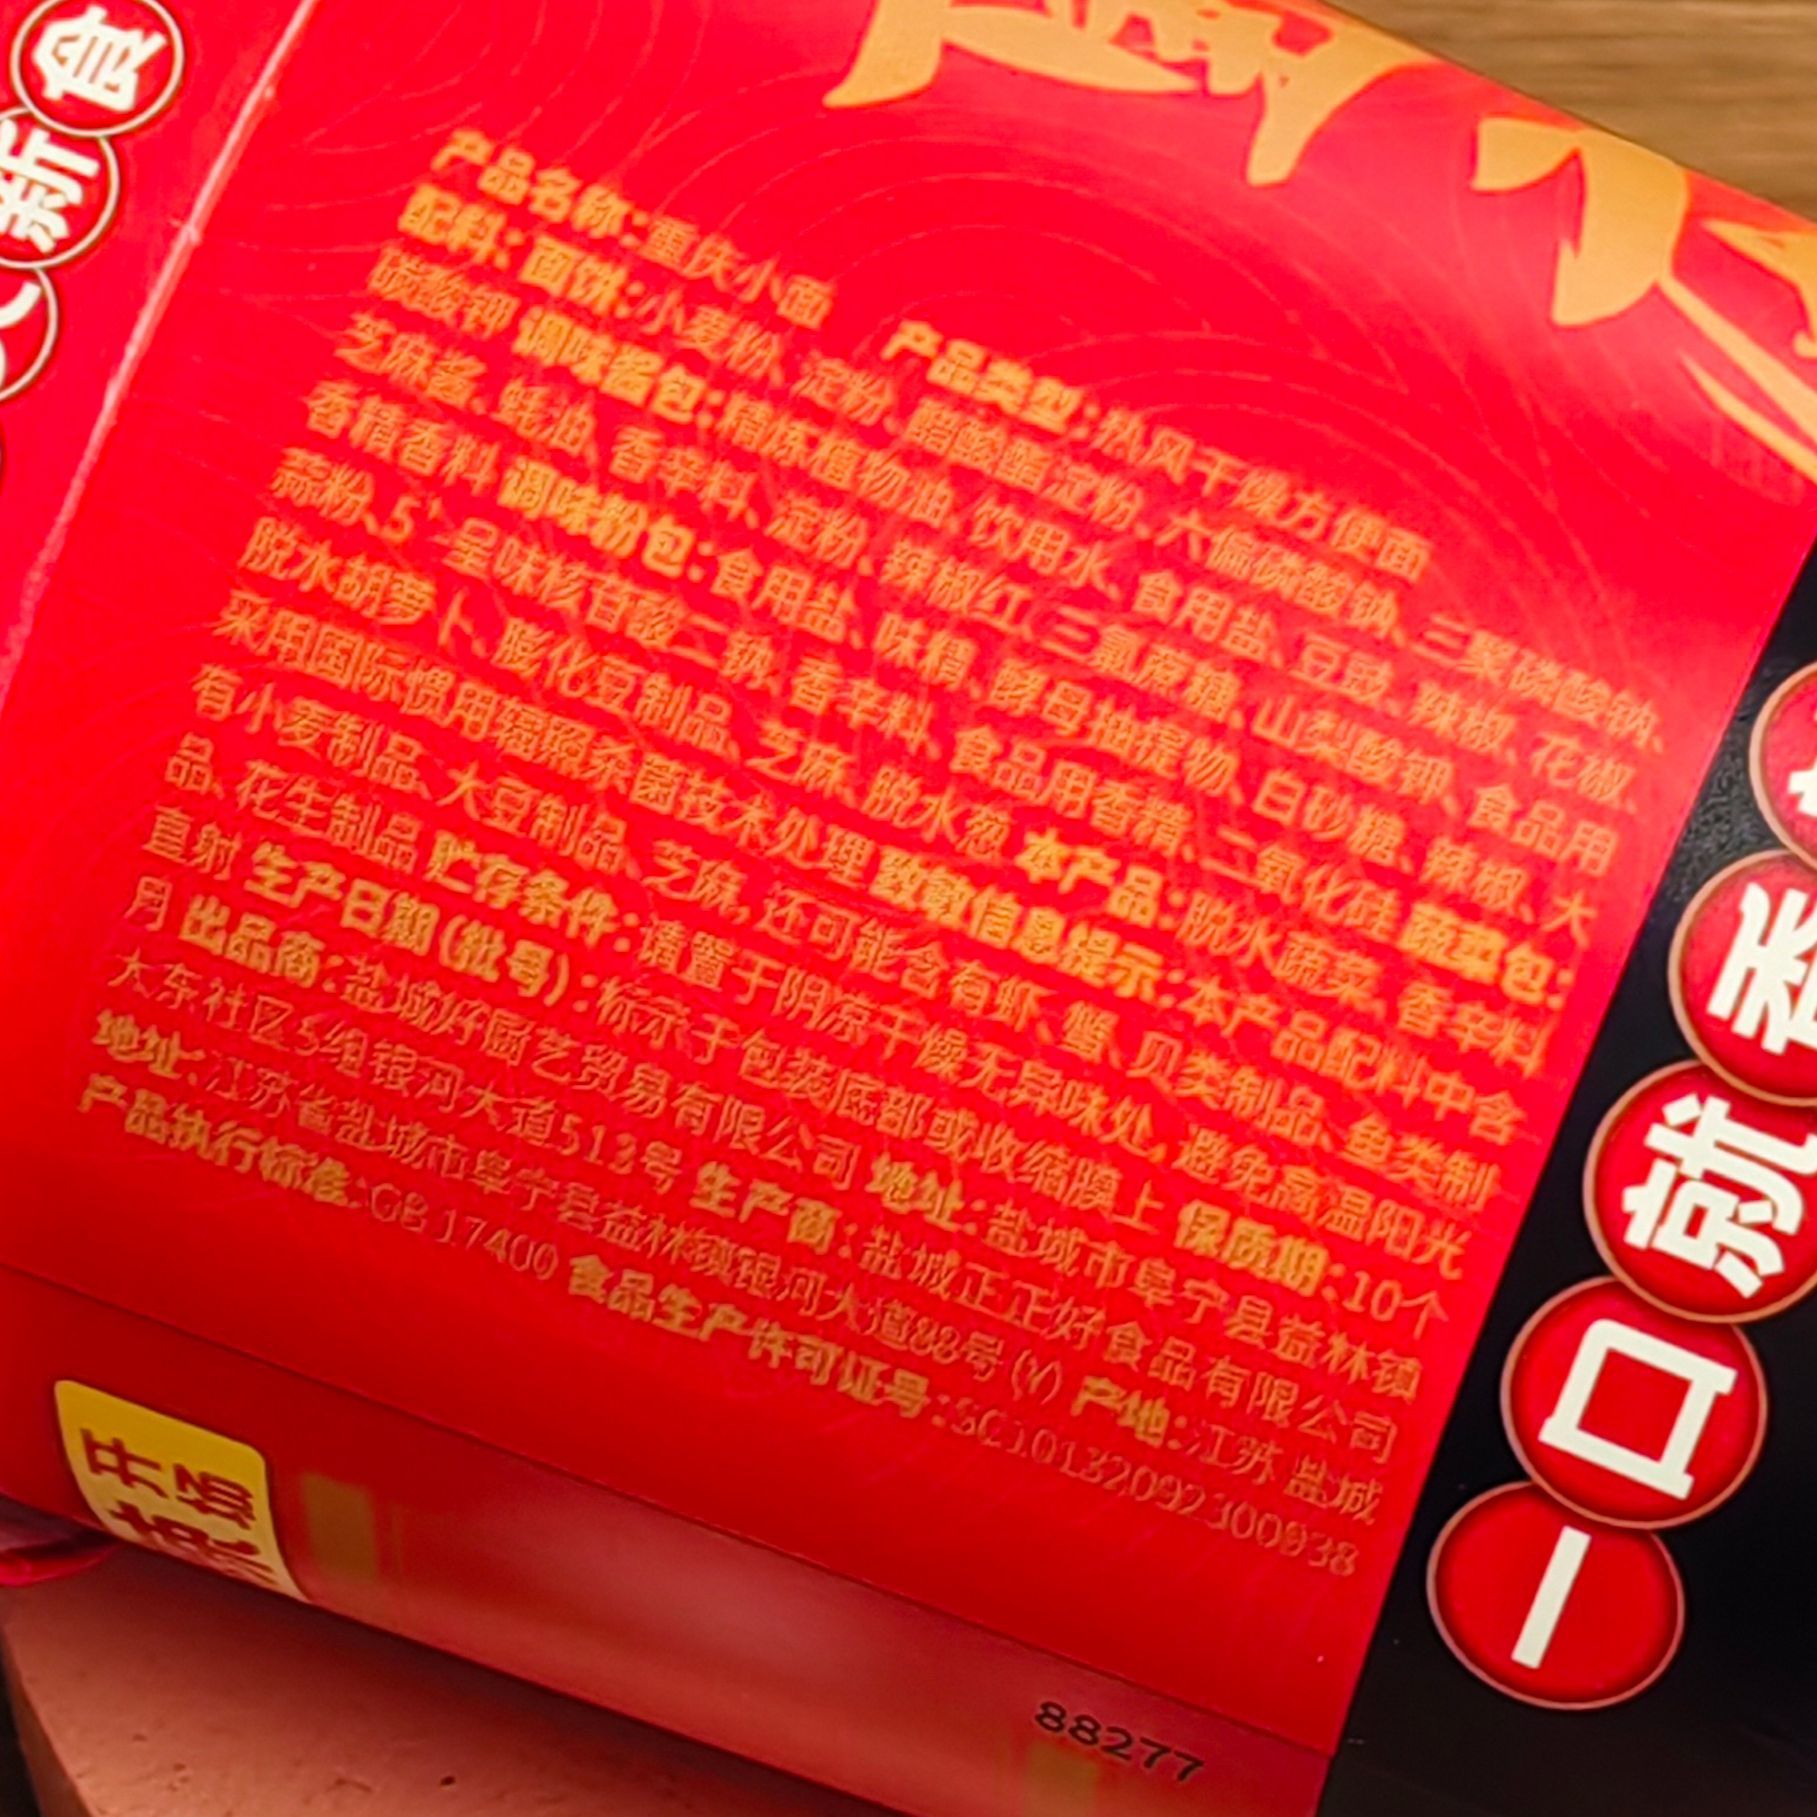 产品名称：重庆小面 产品类型：热风干燥方便面
配料：面饼：小麦粉、淀粉、醋酸酯淀粉、六偏磷酸钠、三聚磷酸钠、
碳酸钾 调味酱包：精炼植物油、饮用水、食用盐、豆豉、辣椒、花椒、
芝麻酱、蚝油、香辛料、淀粉、辣椒红、三氯蔗糖、山梨酸钾、食品用
香精香料 调味粉包：食用盐、味精、酵母抽提物、白砂糖、辣椒、大
蒜粉、5'-呈味核苷酸二钠、香辛料、食品用香精、二氧化硅 蔬菜包：
脱水胡萝卜、膨化豆制品、芝麻、脱水葱 本产品：脱水蔬菜、香辛料
采用国际惯用辐照杀菌技术处理 致敏信息提示：本产品配料中含
有小麦制品、大豆制品、芝麻，还可能含有虾、蟹、贝类制品、鱼类制
品、花生制品 贮存条件：请置于阴凉干燥无异味处，避免高温阳光
直射 生产日期(批号)：标示于包装底部或收缩膜上 保质期：10个
月 出品商：盐城好厨艺贸易有限公司 地址：盐城市阜宁县益林镇
大东社区5组银河大道513号 生产商：盐城正正好食品有限公司
地址：江苏省盐城市阜宁县益林镇银河大道88号(Y) 产地：江苏 盐城
产品执行标准：GB 17400 食品生产许可证号：SC10132092300938
88277
一口就香
新食